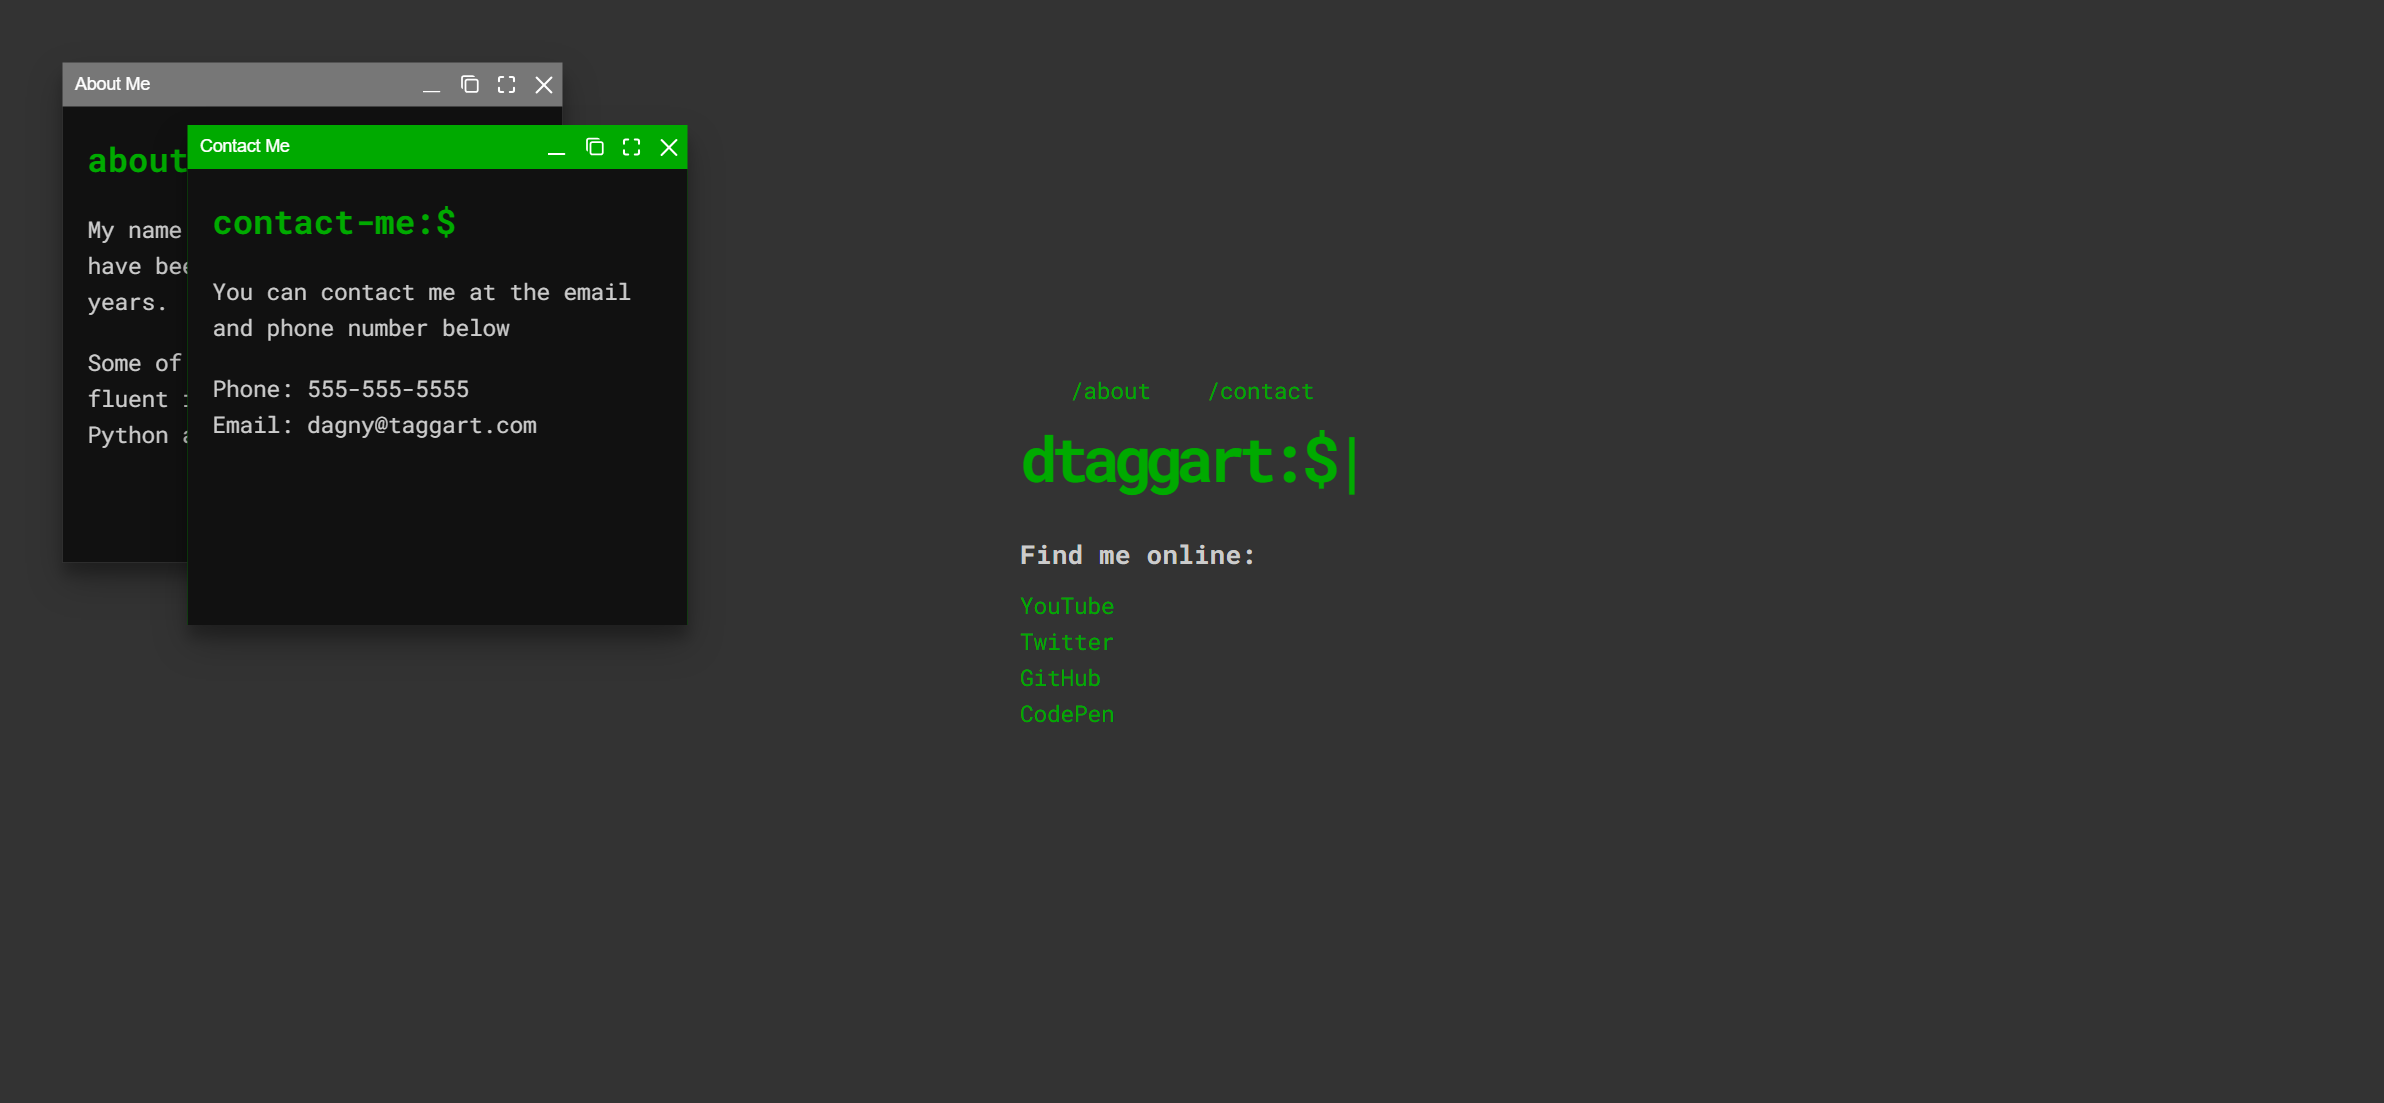 About Me
about
My name
have
years.
Some of
fluent
Python
Contact Me
contact-me:$
You can contact me at the email
and phone number below
Phone: 555-555-5555
Email: dagny@taggart.com
/about /contact
dtaggart:$|
Find me online:
YouTube
Twitter
GitHub
CodePen